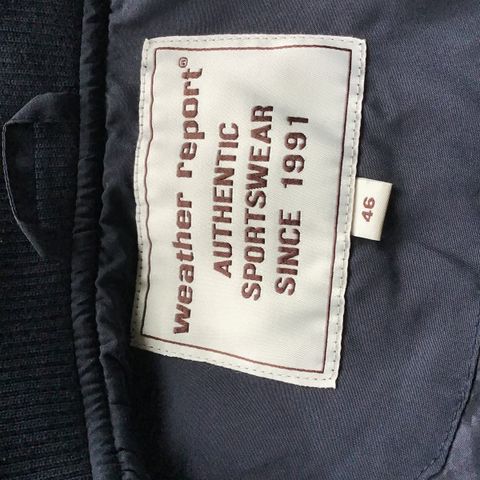 weather report®
AUTHENTIC
SPORTSWEAR
SINCE 1991
46